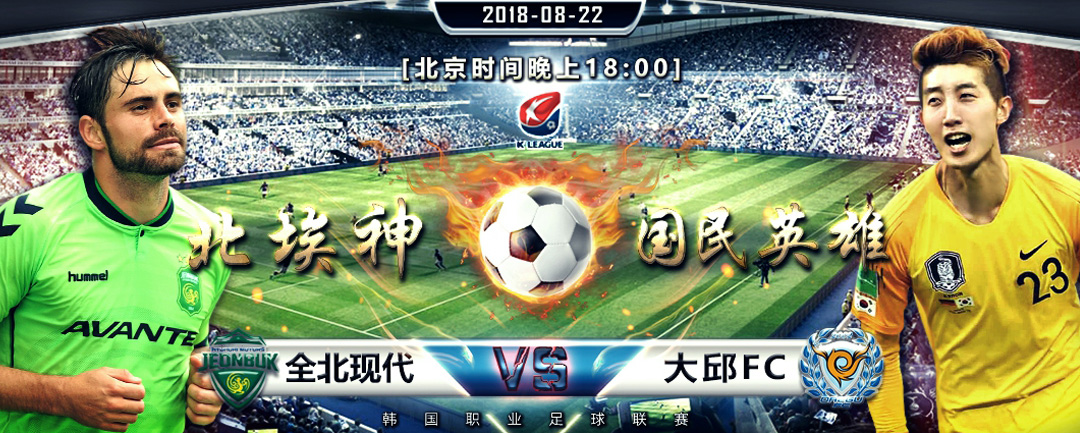 2018-08-22
[北京时间晚上18:00]
K LEAGUE
北埃神
国民英雄
hummel
AVANTE
23
JEONBUK
全北现代
VS
大邱FC
DAEGU
韩国职业足球联赛